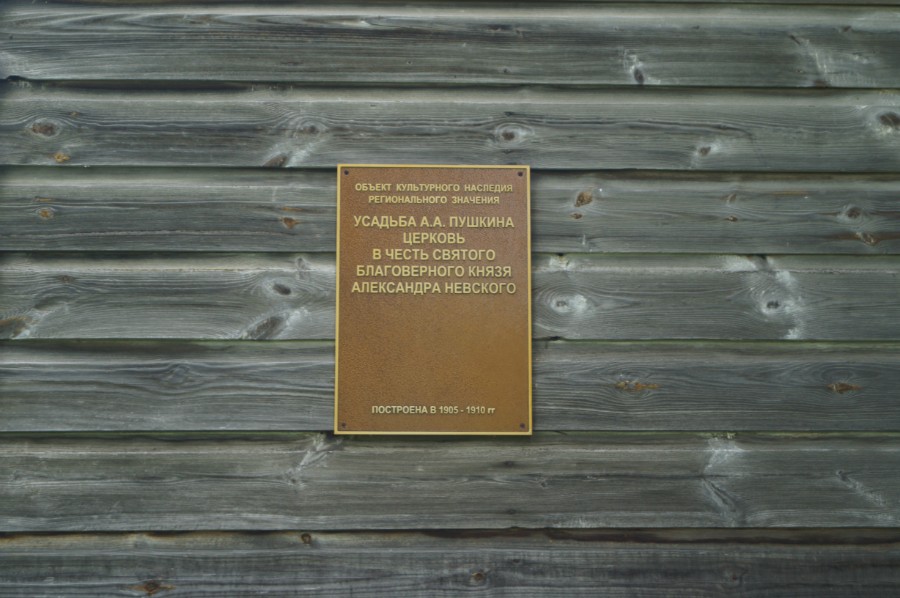 ОБЪЕКТ КУЛЬТУРНОГО НАСЛЕДИЯ
РЕГИОНАЛЬНОГО ЗНАЧЕНИЯ
УСАДЬБА А.А. ПУШКИНА
ЦЕРКОВЬ
В ЧЕСТЬ СВЯТОГО
БЛАГОВЕРНОГО КНЯЗЯ
АЛЕКСАНДРА НЕВСКОГО
ПОСТРОЕНА В 1905 - 1910 гг